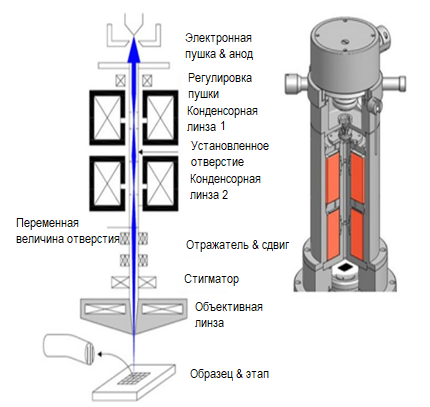 Электронная
пушка & анод
Регулировка
пушки
Конденсорная
линза 1
Установленное
отверстие
Конденсорная
линза 2
Переменная
величина отверстия
Отражатель & сдвиг
Стигматор
Объективная
линза
Образец & этап